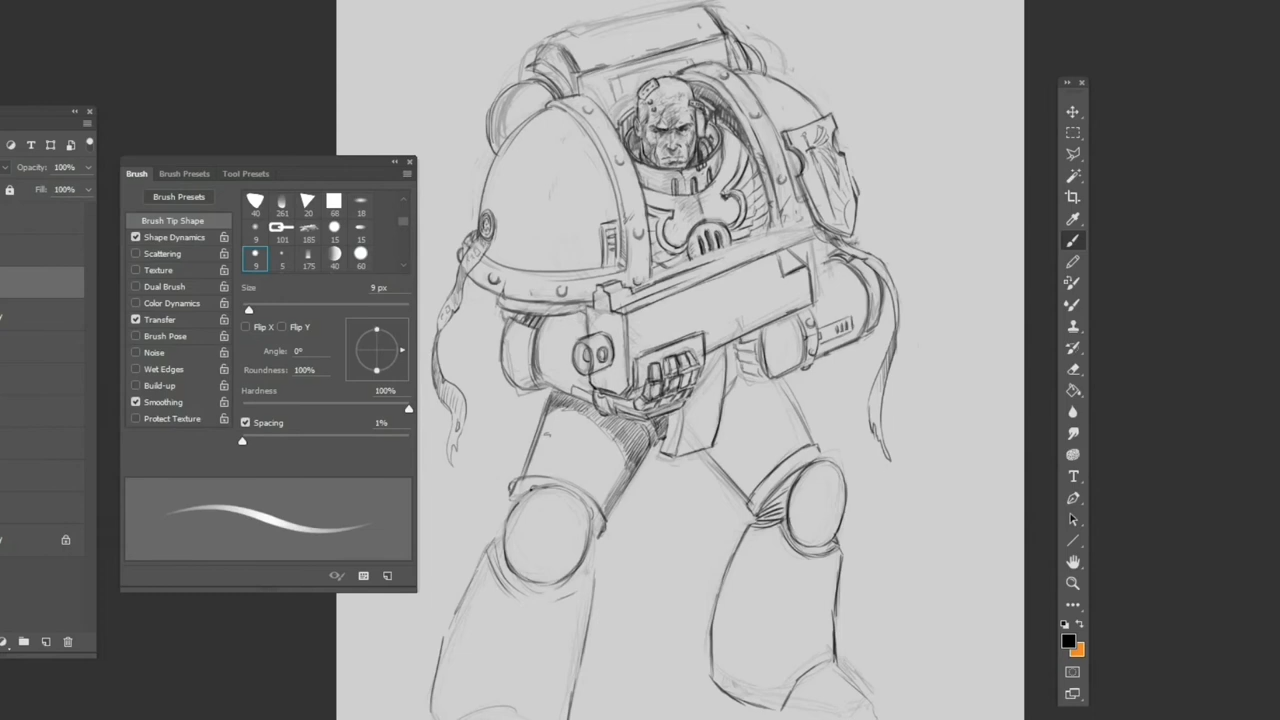 Opacity: 100%
Fill: 100%
Brush Brush Presets Tool Presets
Brush Presets
Brush Tip Shape
Shape Dynamics
Scattering
Texture
Dual Brush
Color Dynamics
Transfer
Brush Pose
Noise
Wet Edges
Build-up
Smoothing
Protect Texture
40 261 20 68 18
9 101 185 15 15
9 5 175 40 60
Size 9 px
Flip X Flip Y
Angle: 0°
Roundness: 100%
Hardness 100%
Spacing 1%